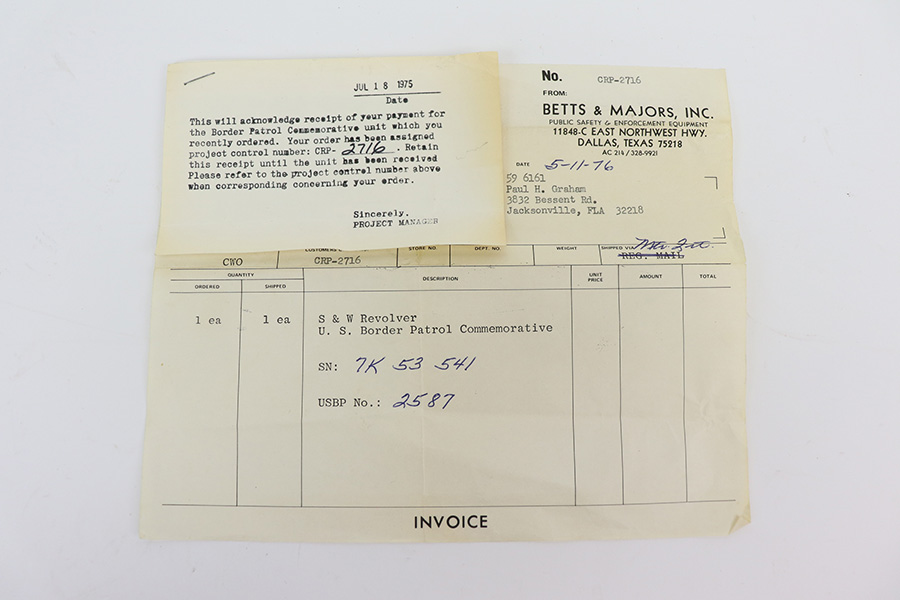 JUL 18 1975
Date
This will acknowledge receipt of your payment for
the Border Patrol Commemorative unit which you
recently ordered. Your order has been assigned
project control number: CRP- 2716 . Retain
this receipt until the unit has been received
Please refer to the project control number above
when corresponding concerning your order.
Sincerely,
PROJECT MANAGER
No. CRP-2716
FROM:
BETTS & MAJORS, INC.
PUBLIC SAFETY & ENFORCEMENT EQUIPMENT
11848-C EAST NORTHWEST HWY.
DALLAS, TEXAS 75218
AC 214 / 328-9921
DATE 5-11-76
59 6161
Paul H. Graham
3832 Bessent Rd.
Jacksonville, FLA 32218
STORE NO. DEPT. NO. WEIGHT SHIPPED VIA
CWO CRP-2716 REG. MAIL
QUANTITY DESCRIPTION UNIT PRICE AMOUNT TOTAL
ORDERED SHIPPED
1 ea 1 ea S & W Revolver
U. S. Border Patrol Commemorative
SN: 7K 53 541
USBP No.: 2587
INVOICE